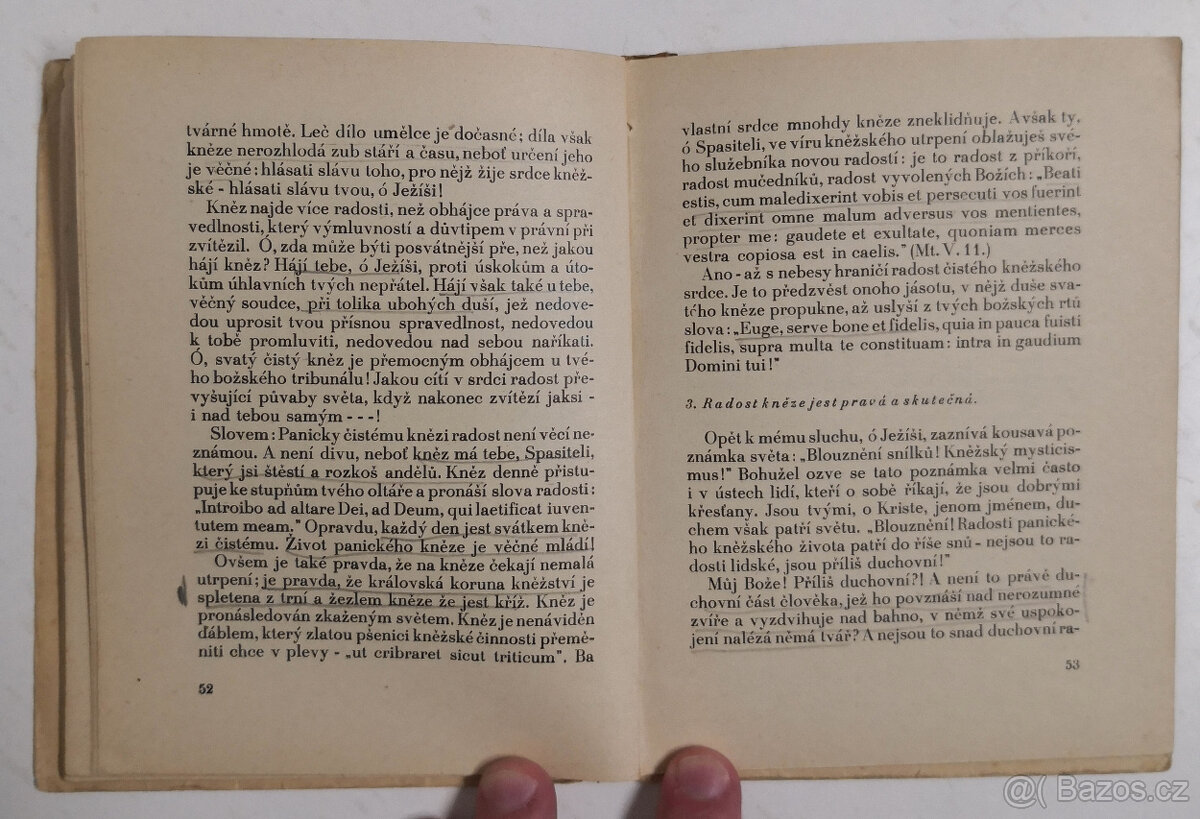 tvárné hmotě. Leč dílo umělce je dočasné; díla však
kněze nerozhlodá zub stáří a času, neboť určení jeho
je věčné: hlásati slávu toho, pro nějž žije srdce kněž-
ské - hlásati slávu tvou, ó Ježíši!
Kněz najde více radosti, než obhájce práva a spra-
vedlnosti, který výmluvností a důvtipem v právní při
zvítězil. Ó, zda může býti posvátnější pře, než jakou
hájí kněz? Hájí tebe, ó Ježíši, proti úskokům a úto-
kům úhlavních tvých nepřátel. Hájí však také u tebe,
věčný soudce, při tolika ubohých duší, jež nedove-
dou uprosit tvou přísnou spravedlnost, nedovedou
k tobě promluviti, nedovedou nad sebou naříkati.
Ó, svatý čistý kněz je přemocným obhájcem u tvé-
ho božského tribunálu! Jakou cítí v srdci radost pře-
vyšující půvaby světa, když nakonec zvítězí jaksi -
i nad tebou samým - - -!
Slovem: Panicky čistému knězi radost není věcí ne-
známou. A není divu, neboť kněz má tebe, Spasiteli,
který jsi štěstí a rozkoš andělů. Kněz denně přistu-
puje ke stupňům tvého oltáře a pronáší slova radosti:
„Introibo ad altare Dei, ad Deum, qui laetificat iuven-
tutem meam." Opravdu, každý den jest svátkem kně-
zi čistému. Život panického kněze je věčné mládí!
Ovšem je také pravda, že na kněze čekají nemalá
utrpení; je pravda, že královská koruna kněžství je
spletena z trní a žezlem kněze že jest kříž. Kněz je
pronásledován zkaženým světem. Kněz je nenáviděn
ďáblem, který zlatou pšenici kněžské činnosti přemě-
niti chce v plevy - „ut cribraret sicut triticum". Ba
52
vlastní srdce mnohdy kněze zneklidňuje. Avšak ty,
ó Spasiteli, ve víru kněžského utrpení oblažuješ své-
ho služebníka novou radostí: je to radost z příkoří,
radost mučedníků, radost vyvolených Božích: „Beati
estis, cum maledixerint vobis et persecuti vos fuerint
et dixerint omne malum adversus vos mentientes,
propter me: gaudete et exultate, quoniam merces
vestra copiosa est in caelis." (Mt. V. 11.)
Ano - až s nebesy hraničí radost čistého kněžského
srdce. Je to předzvěst onoho jásotu, v nějž duše sva-
tého kněze propukne, až uslyší z tvých božských rtů
slova: „Euge, serve bone et fidelis, quia in pauca fuisti
fidelis, supra multa te constituam: intra in gaudium
Domini tui!"
3. Radost kněze jest pravá a skutečná.
Opět k mému sluchu, ó Ježíši, zaznívá kousavá po-
známka světa: „Blouznění snílků! Kněžský mysticis-
mus!" Bohužel ozve se tato poznámka velmi často
i v ústech lidí, kteří o sobě říkají, že jsou dobrými
křesťany. Jsou tvými, o Kriste, jenom jménem, du-
chem však patří světu. „Blouznění! Radosti panické-
ho kněžského života patří do říše snů - nejsou to ra-
dosti lidské, jsou příliš duchovní!"
Můj Bože! Příliš duchovní?! A není to právě du-
chovní část člověka, jež ho povznáší nad nerozumné
zvíře a vyzdvihuje nad bahno, v němž své uspoko-
jení nalézá němá tvář? A nejsou to snad duchovní ra-
53
@( Bazos.cz